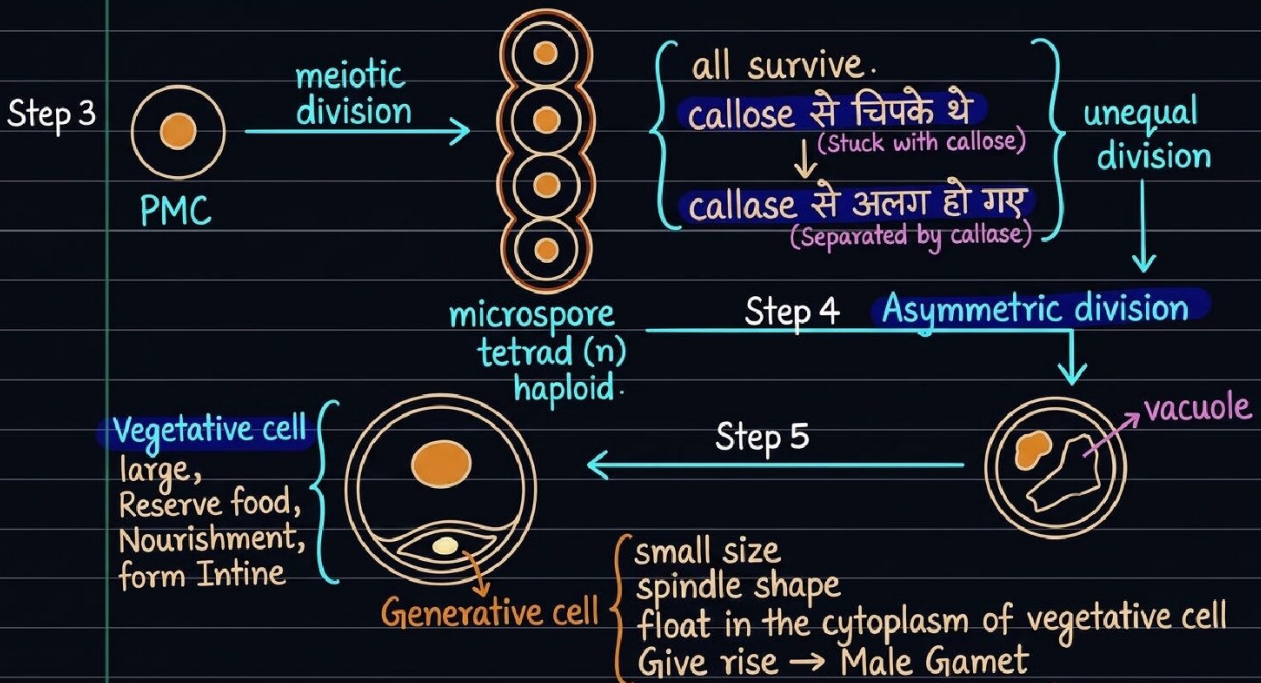 Step 3
PMC
meiotic
division
all survive.
callose से चिपके थे
(Stuck with callose)
callase से अलग हो गए
(Separated by callase)
unequal
division
microspore
tetrad (n)
haploid.
Step 4
Asymmetric division
vacuole
Step 5
Vegetative cell
large,
Reserve food,
Nourishment,
form Intine
Generative cell
small size
spindle shape
float in the cytoplasm of vegetative cell
Give rise → Male Gamet